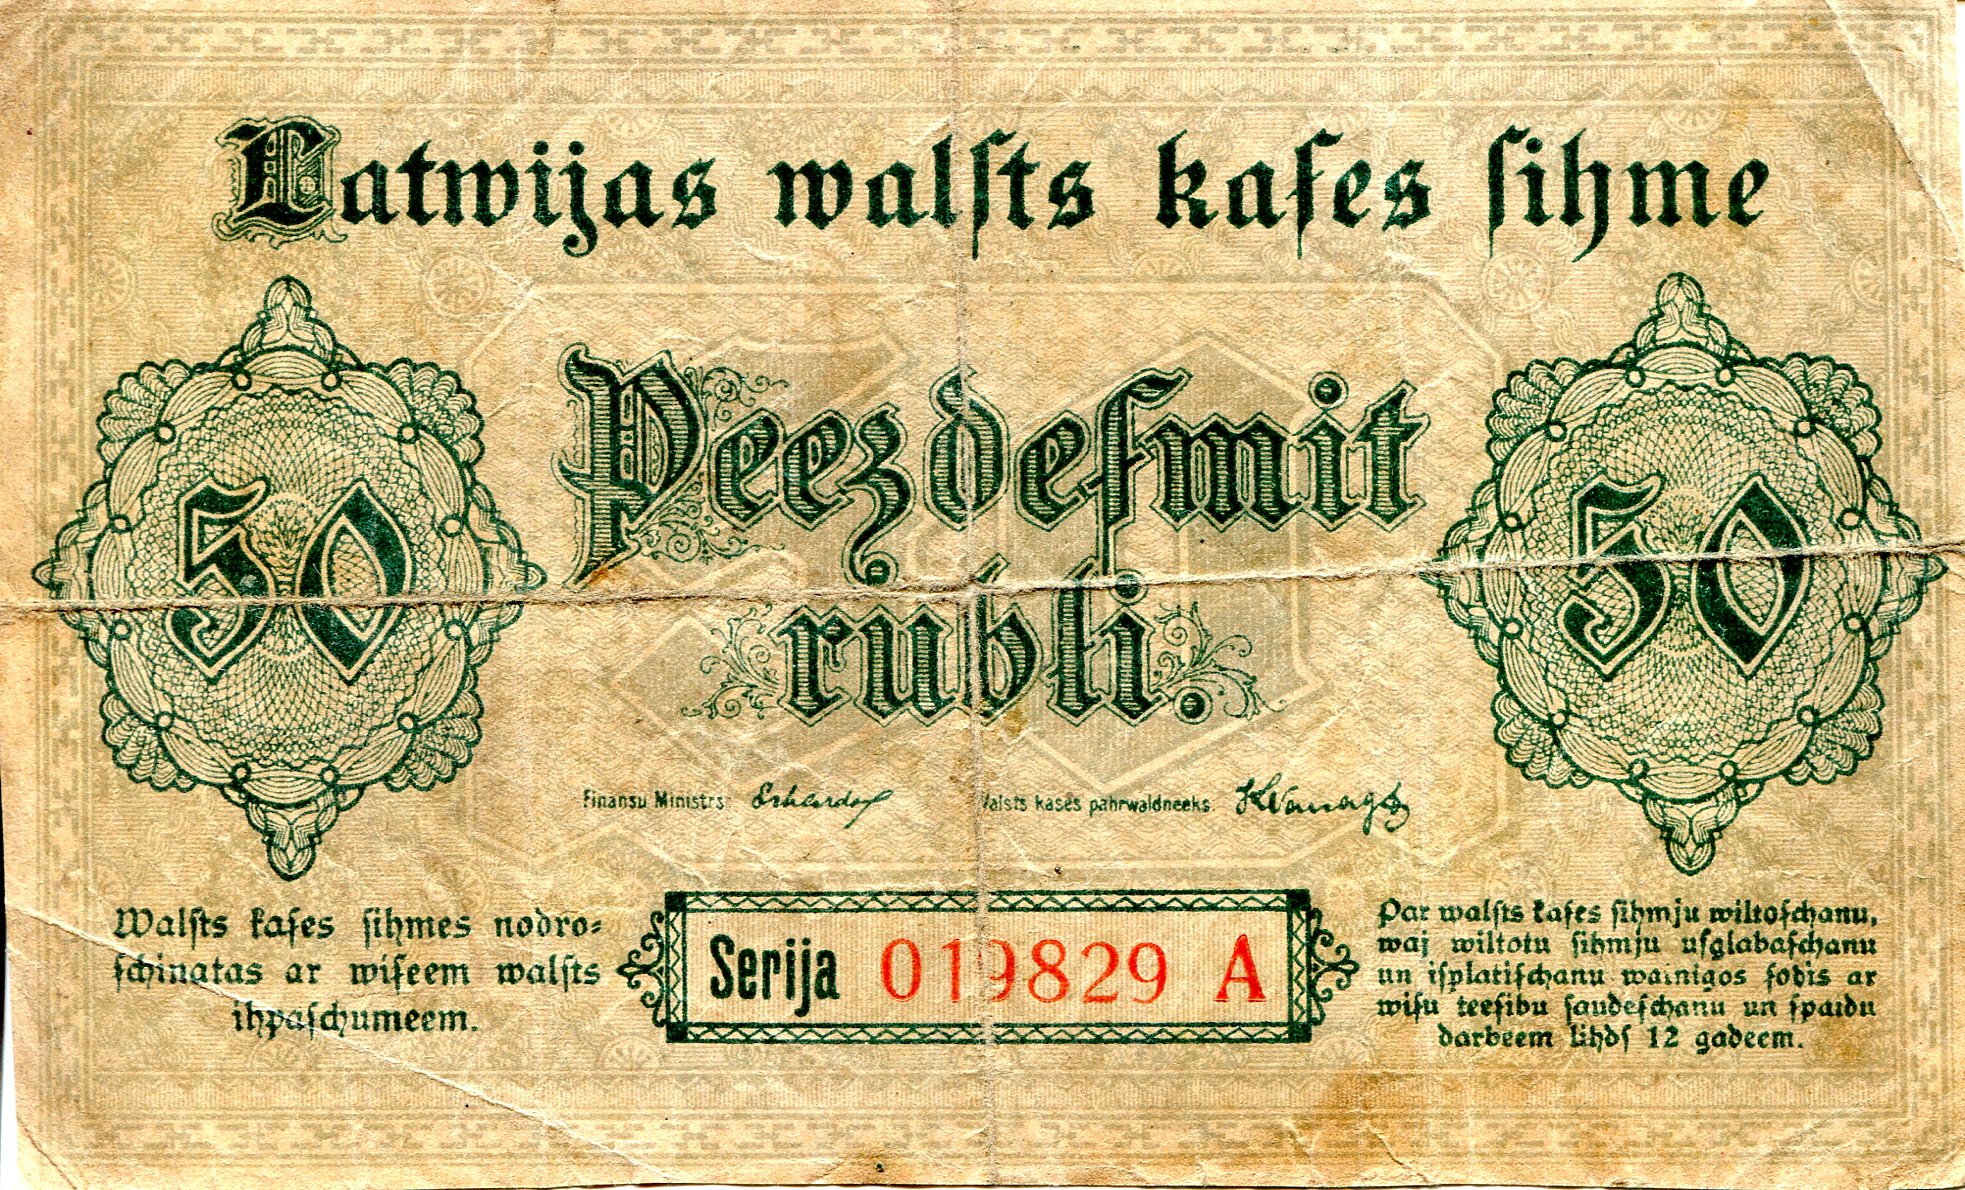 Latwijas walſts kaſes ſihme
Peezdeſmit
rubļi.
50
50
Finansu Ministrs:
Valsts kases pahrwaldneeks:
Walſts kaſes ſihmes nodro⸗
ſchinatas ar wiſeem walſts
ihpaſchumeem.
Serija 019829 A
Par walſts kaſes ſihmju wiltoſchanu,
waj wiltotu ſihmju uſglabaſchanu
un iſplatiſchanu wainigos ſodis ar
wiſu teeſibu ſaudeſchanu un ſpaidu
darbeem lihdſ 12 gadeem.